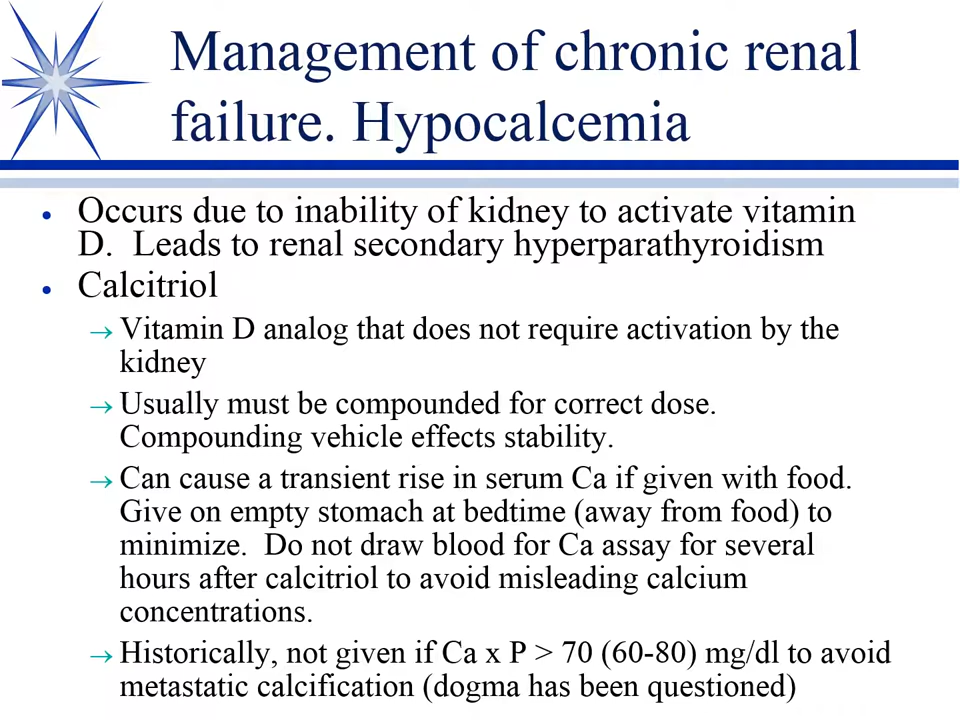 Management of chronic renal
failure. Hypocalcemia
• Occurs due to inability of kidney to activate vitamin
D.  Leads to renal secondary hyperparathyroidism
• Calcitriol
→ Vitamin D analog that does not require activation by the
kidney
→ Usually must be compounded for correct dose.
Compounding vehicle effects stability.
→ Can cause a transient rise in serum Ca if given with food.
Give on empty stomach at bedtime (away from food) to
minimize.  Do not draw blood for Ca assay for several
hours after calcitriol to avoid misleading calcium
concentrations.
→ Historically, not given if Ca x P > 70 (60-80) mg/dl to avoid
metastatic calcification (dogma has been questioned)